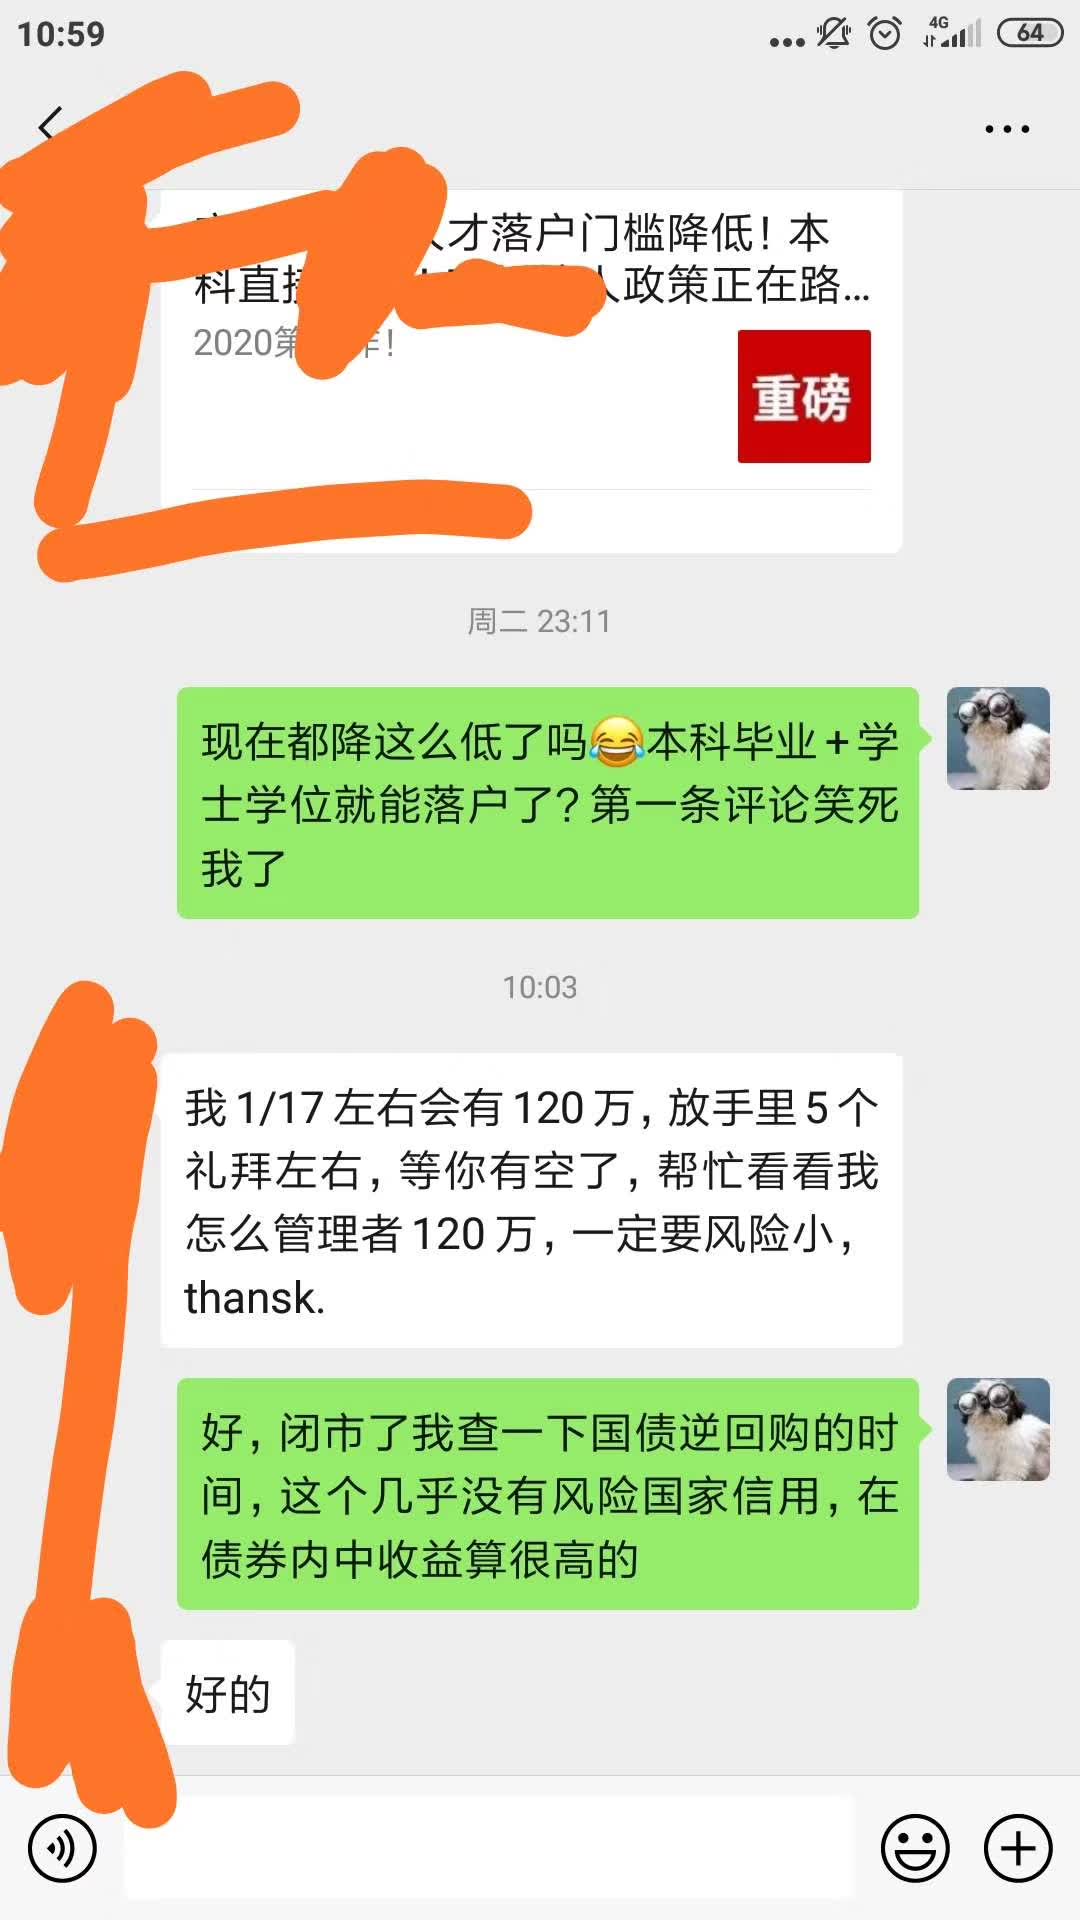 10:59
4G
64
才落户门槛降低！本
科直接 人政策正在路...
2020第 炸！
重磅
周二 23:11
现在都降这么低了吗😂本科毕业+学
士学位就能落户了？第一条评论笑死
我了
10:03
我1/17左右会有120万，放手里5个
礼拜左右，等你有空了，帮忙看看我
怎么管理者120万，一定要风险小，
thansk.
好，闭市了我查一下国债逆回购的时
间，这个几乎没有风险国家信用，在
债券内中收益算很高的
好的